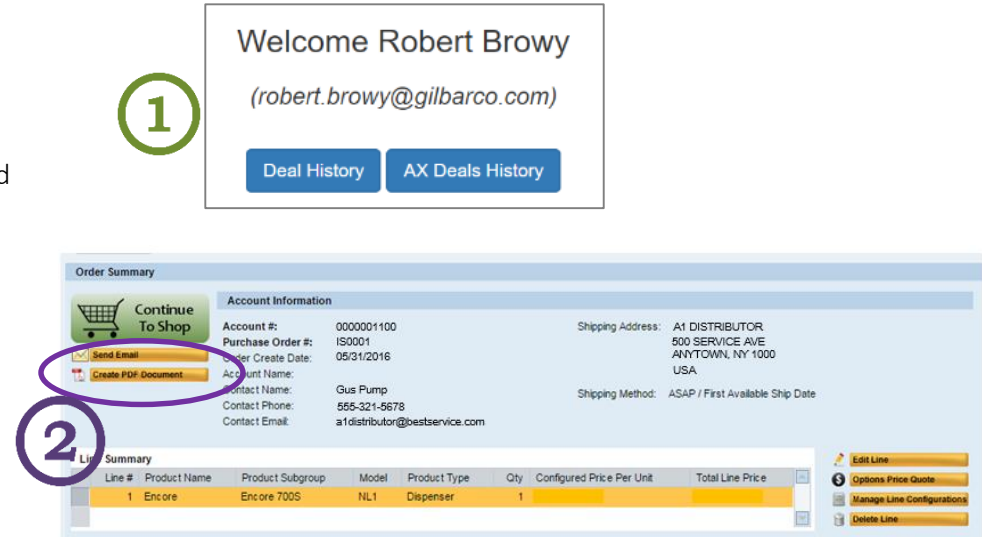 Welcome Robert Browy
(robert.browy@gilbarco.com)
1
Deal History AX Deals History
d
Order Summary
Continue
To Shop
Send Email
Create PDF Document
Account Information
Account #: 0000001100
Purchase Order #: IS0001
Order Create Date: 05/31/2016
Account Name:
Contact Name: Gus Pump
Contact Phone: 555-321-5678
Contact Email: a1distributor@bestservice.com
Shipping Address: A1 DISTRIBUTOR
500 SERVICE AVE
ANYTOWN, NY 1000
USA
Shipping Method: ASAP / First Available Ship Date
2
Summary
Line # Product Name Product Subgroup Model Product Type Qty Configured Price Per Unit Total Line Price
1 Encore Encore 700S NL1 Dispenser 1
Edit Line
Options Price Quote
Manage Line Configurations
Delete Line